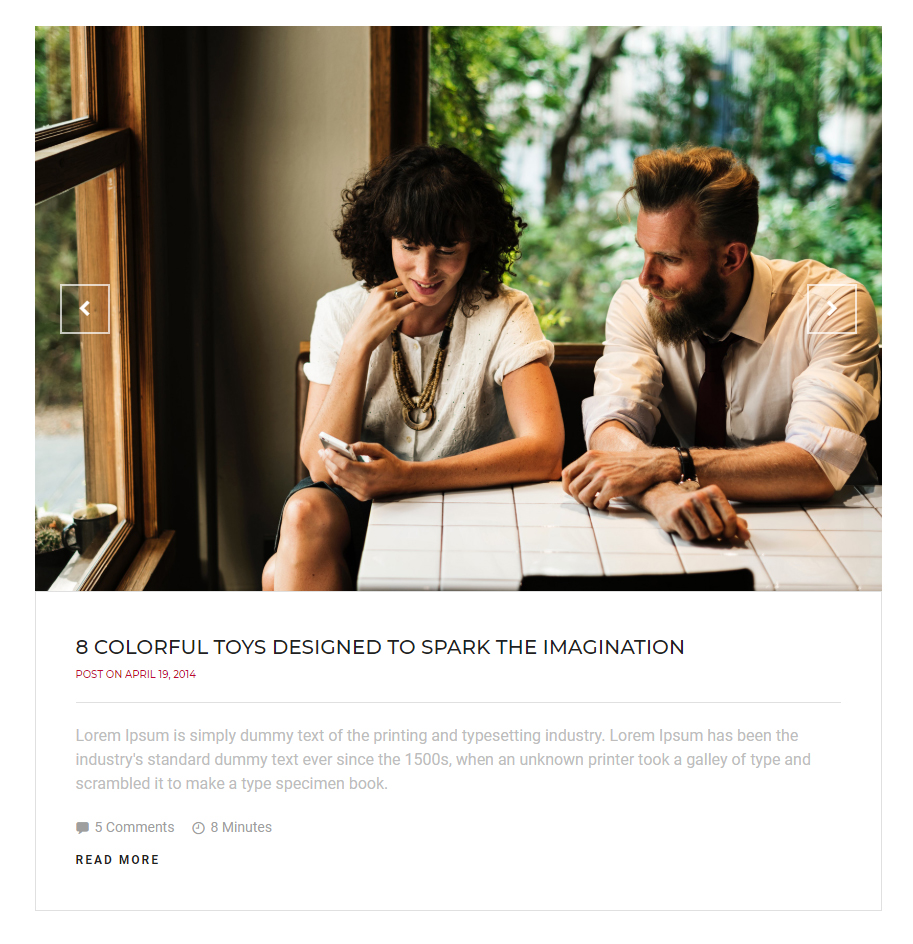 8 COLORFUL TOYS DESIGNED TO SPARK THE IMAGINATION
POST ON APRIL 19, 2014
Lorem Ipsum is simply dummy text of the printing and typesetting industry. Lorem Ipsum has been the
industry's standard dummy text ever since the 1500s, when an unknown printer took a galley of type and
scrambled it to make a type specimen book.
5 Comments 8 Minutes
READ MORE